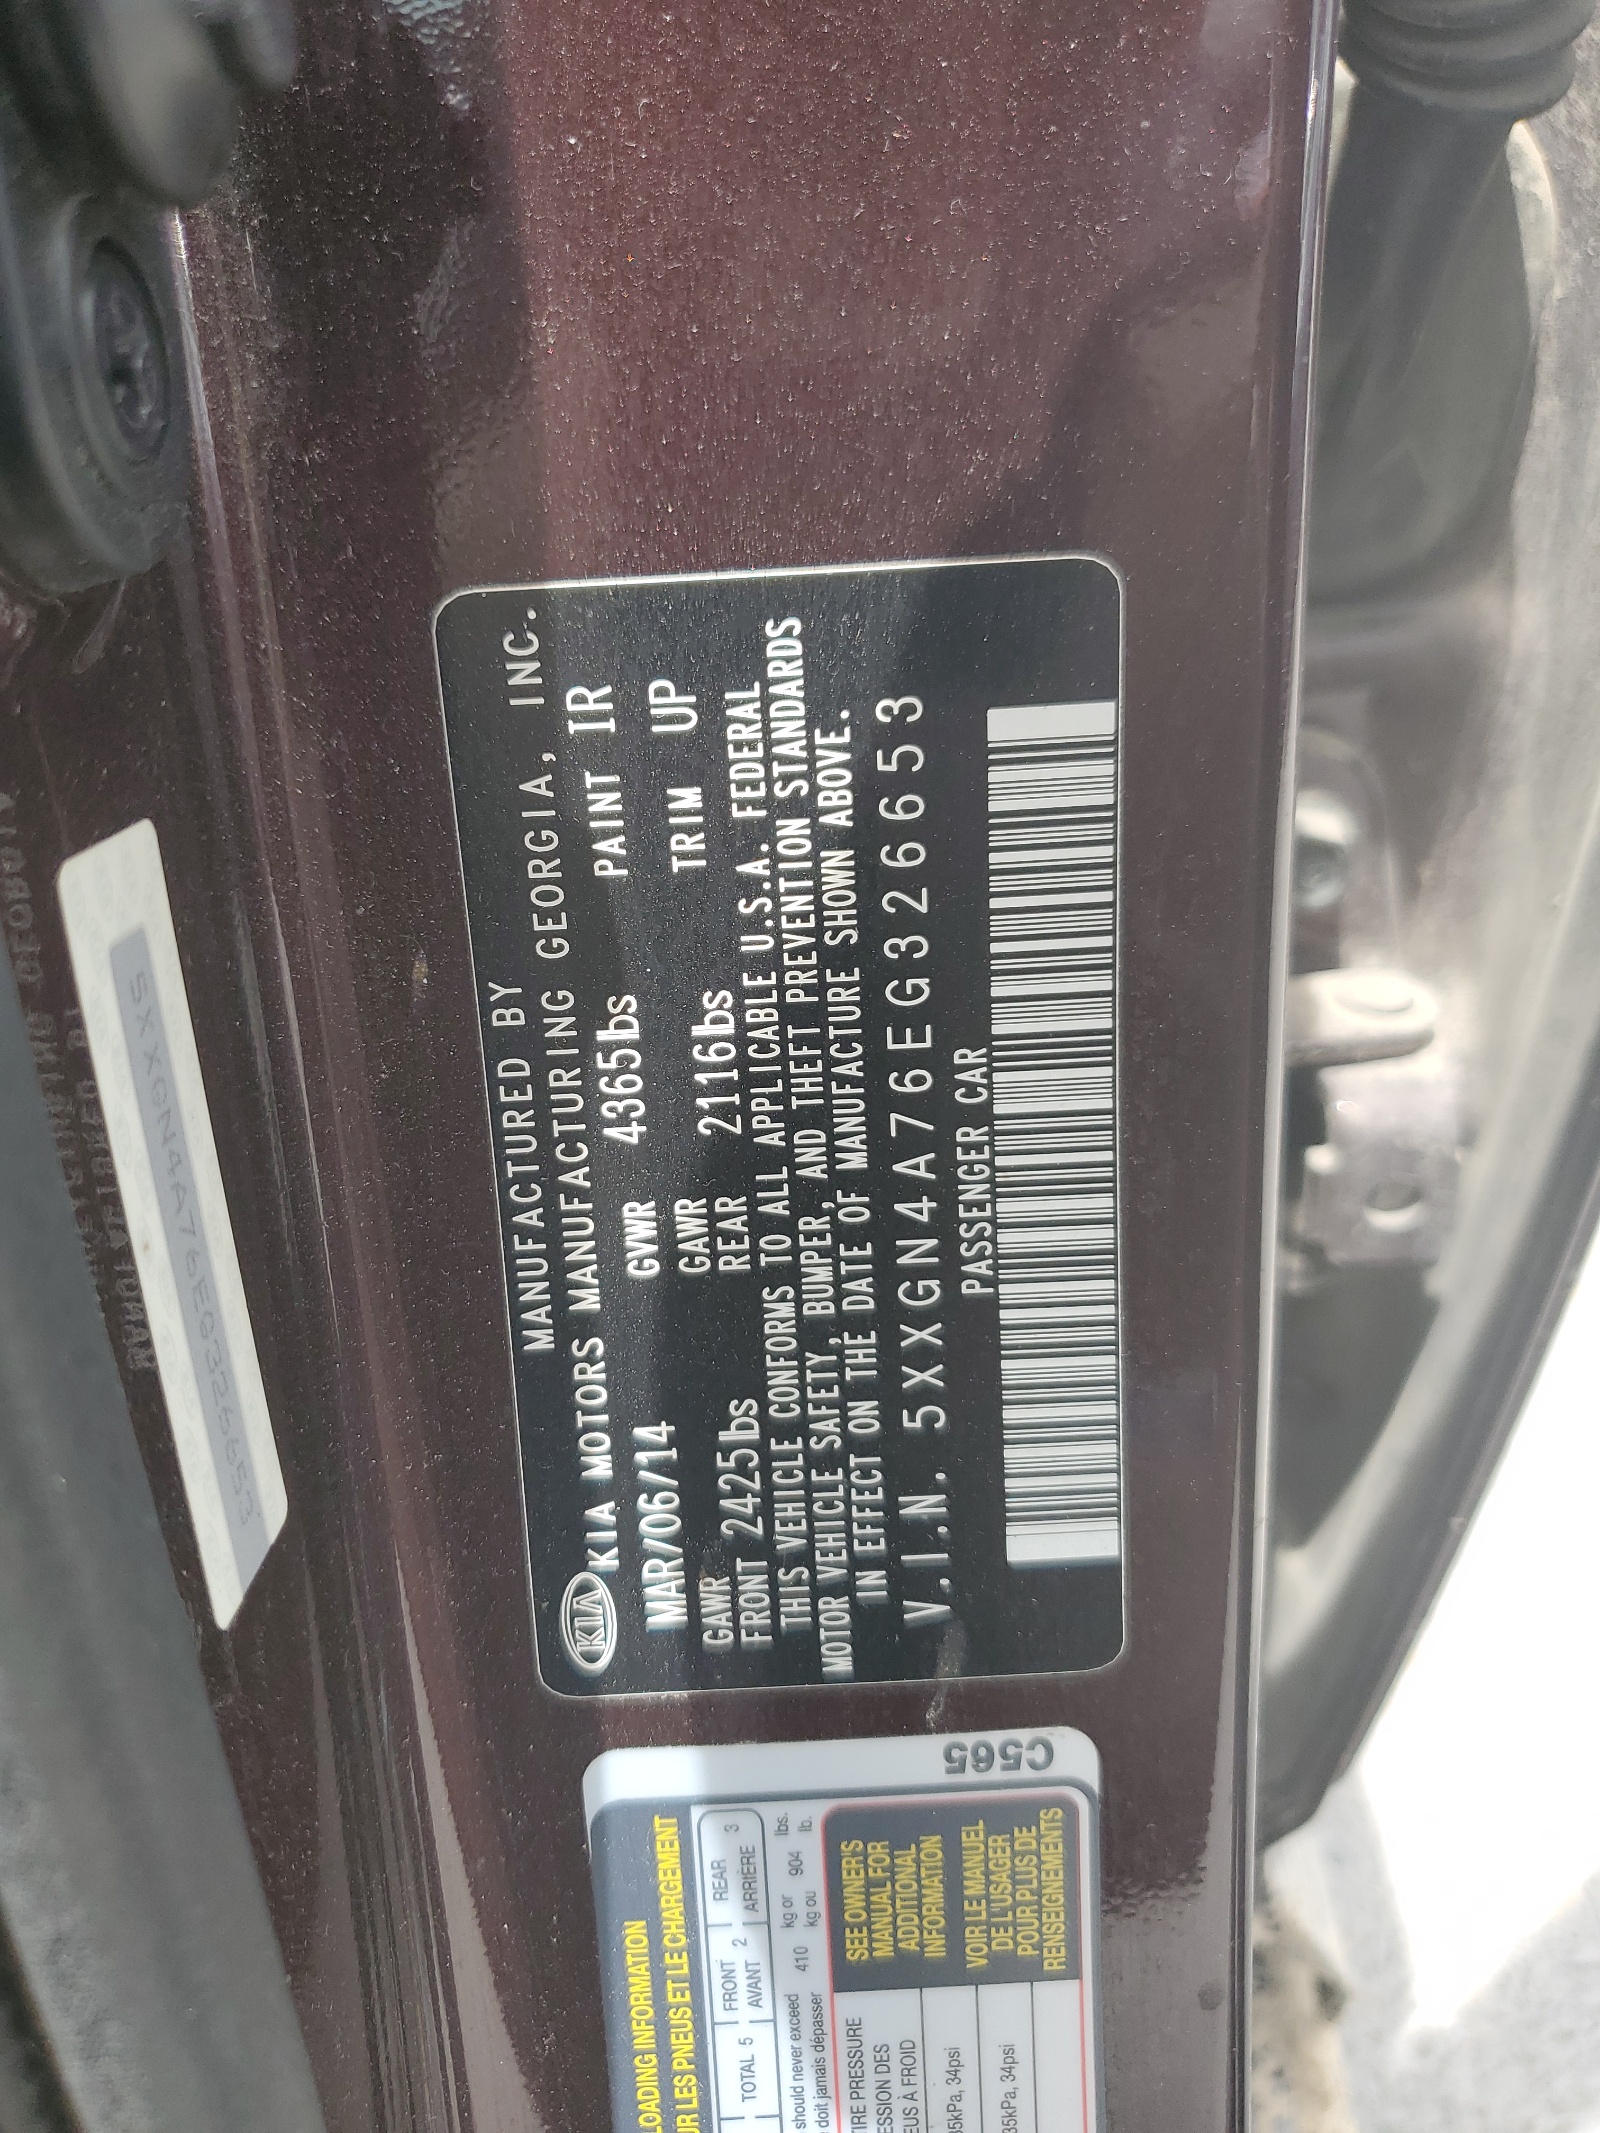 5XXGN4A76EG326653
KIA
MANUFACTURED BY
KIA MOTORS MANUFACTURING GEORGIA, INC.
MAR/06/14 GVWR 4365lbs PAINT IR
GAWR FRONT 2425lbs GAWR REAR 2116lbs TRIM UP
THIS VEHICLE CONFORMS TO ALL APPLICABLE U.S.A. FEDERAL
MOTOR VEHICLE SAFETY, BUMPER, AND THEFT PREVENTION STANDARDS
IN EFFECT ON THE DATE OF MANUFACTURE SHOWN ABOVE.
V.I.N. 5XXGN4A76EG326653
PASSENGER CAR
C565
LOADING INFORMATION
LES PNEUS ET LE CHARGEMENT
TOTAL 5 FRONT AVANT 2 REAR ARRIÈRE 3
should never exceed 410 kg or 904 lbs.
doit jamais dépasser kg ou lb.
TIRE PRESSURE
DES
À FROID
34psi
34psi
SEE OWNER'S
MANUAL FOR
ADDITIONAL
INFORMATION
VOIR LE MANUEL
DE L'USAGER
POUR PLUS DE
RENSEIGNEMENTS